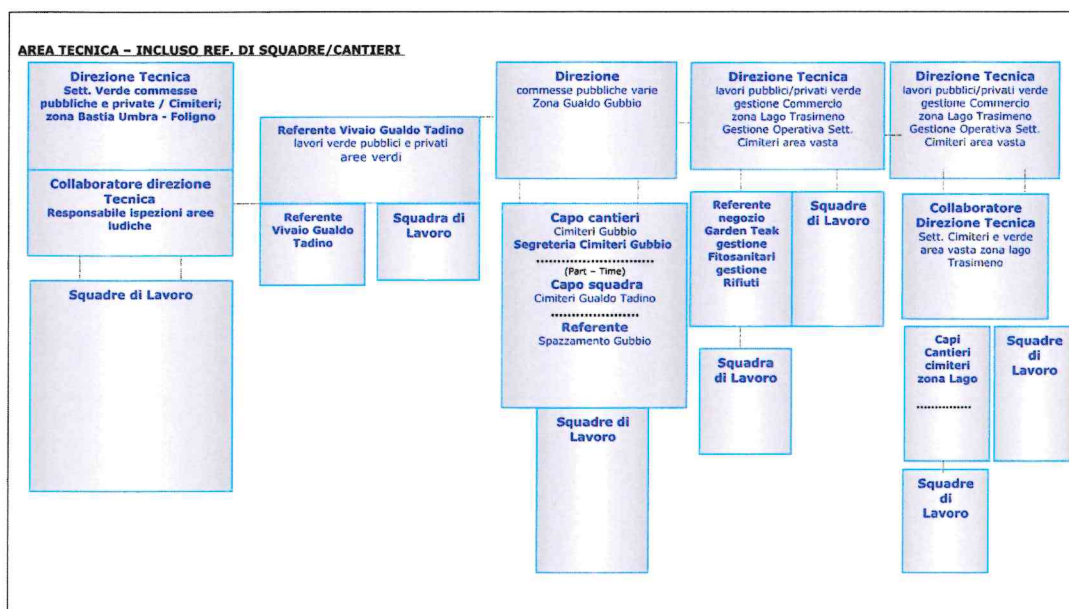 AREA TECNICA – INCLUSO REF. DI SQUADRE/CANTIERI
Direzione Tecnica
Sett. Verde commesse
pubbliche e private / Cimiteri;
zona Bastia Umbra - Foligno
Collaboratore direzione
Tecnica
Responsabile ispezioni aree
ludiche
Squadre di Lavoro
Referente Vivaio Gualdo Tadino
lavori verde pubblici e privati
aree verdi
Referente
Vivaio Gualdo
Tadino
Squadra di
Lavoro
Direzione
commesse pubbliche varie
Zona Gualdo Gubbio
Capo cantieri
Cimiteri Gubbio
Segreteria Cimiteri Gubbio
..........................
(Part – Time)
Capo squadra
Cimiteri Gualdo Tadino
......................
Referente
Spazzamento Gubbio
Squadre di
Lavoro
Direzione Tecnica
lavori pubblici/privati verde
gestione Commercio
zona Lago Trasimeno
Gestione Operativa Sett.
Cimiteri area vasta
Referente
negozio
Garden Teak
gestione
Fitosanitari
gestione
Rifiuti
Squadre
di Lavoro
Squadra
di Lavoro
Direzione Tecnica
lavori pubblici/privati verde
gestione Commercio
zona Lago Trasimeno
Gestione Operativa Sett.
Cimiteri area vasta
Collaboratore
Direzione Tecnica
Sett. Cimiteri e verde
area vasta zona lago
Trasimeno
Capi
Cantieri
cimiteri
zona Lago
...............
Squadre
di
Lavoro
Squadre
di
Lavoro